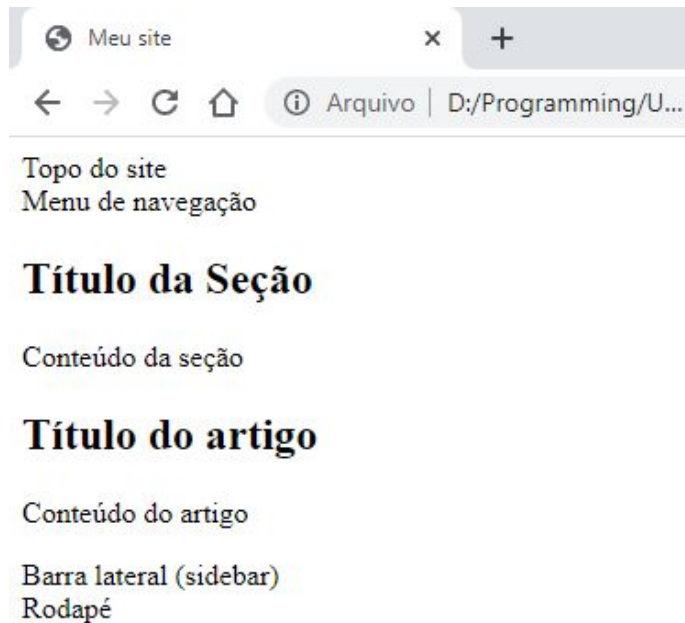 Meu site
Arquivo | D:/Programming/U...
Topo do site
Menu de navegação
Título da Seção
Conteúdo da seção
Título do artigo
Conteúdo do artigo
Barra lateral (sidebar)
Rodapé